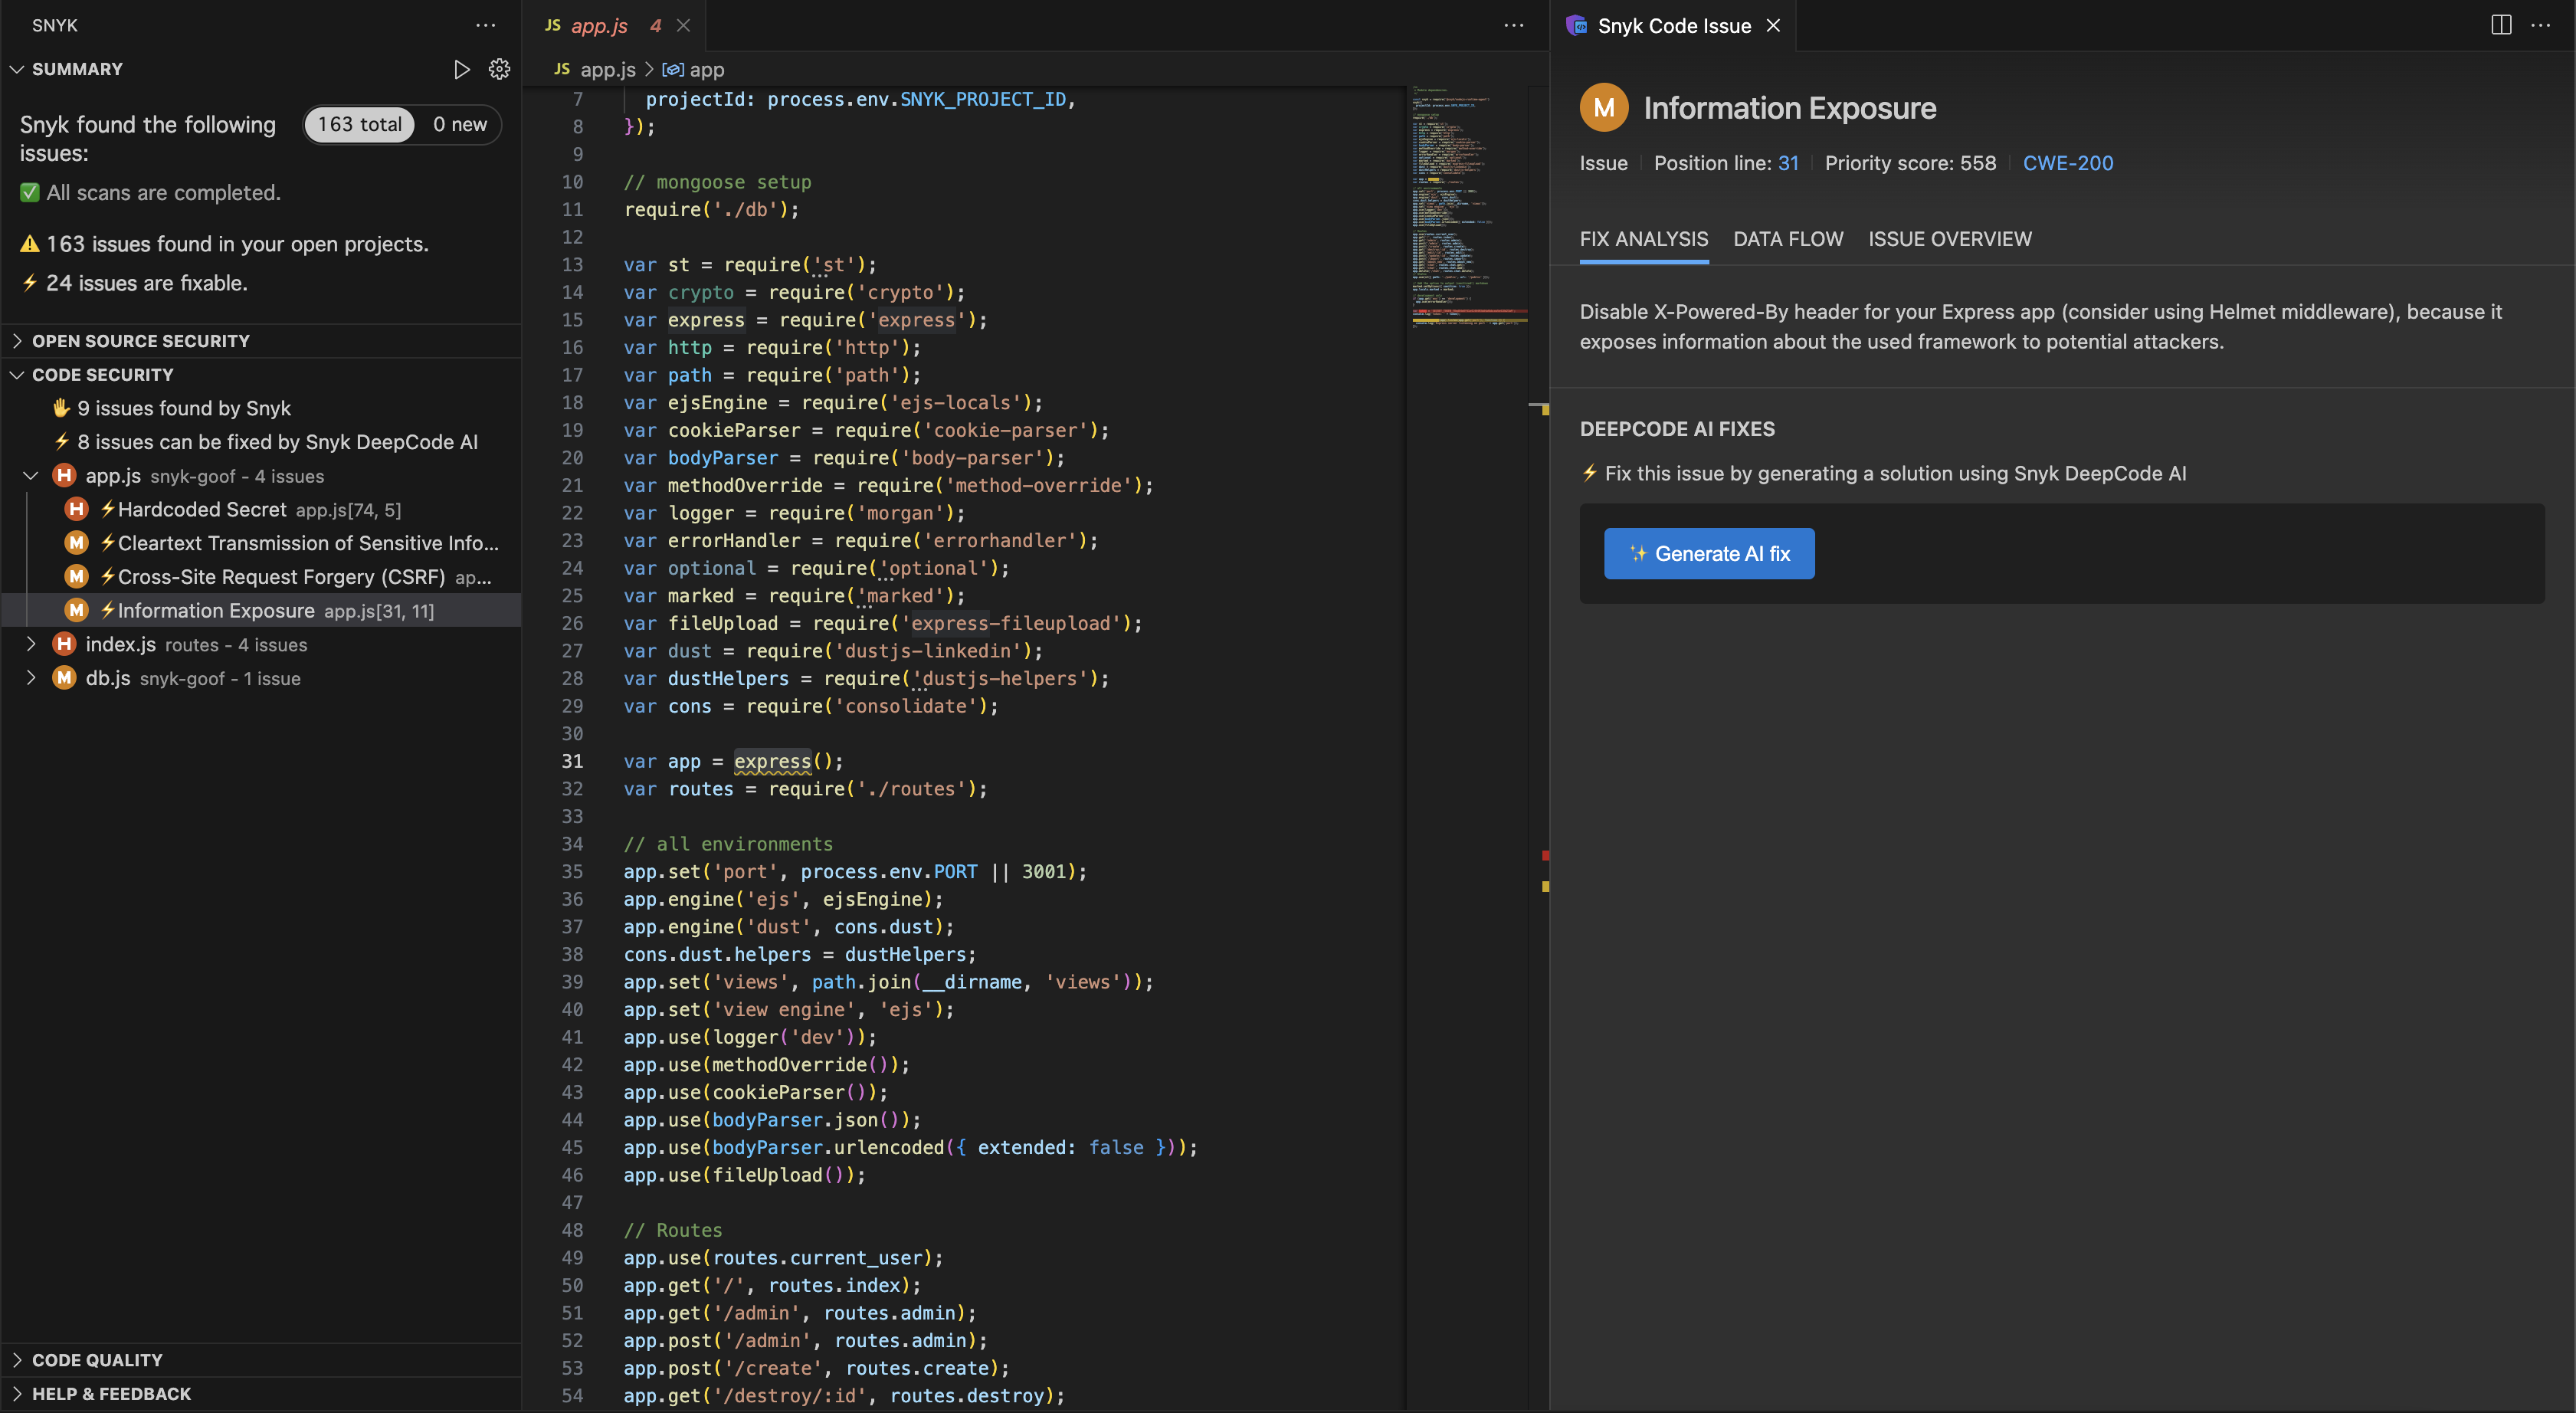 SNYK
SUMMARY
Snyk found the following issues:
163 total
0 new
All scans are completed.
163 issues found in your open projects.
24 issues are fixable.
OPEN SOURCE SECURITY
CODE SECURITY
9 issues found by Snyk
8 issues can be fixed by Snyk DeepCode AI
H app.js snyk-goof - 4 issues
H Hardcoded Secret app.js[74, 5]
M Cleartext Transmission of Sensitive Info...
M Cross-Site Request Forgery (CSRF) ap...
M Information Exposure app.js[31, 11]
H index.js routes - 4 issues
M db.js snyk-goof - 1 issue
CODE QUALITY
HELP & FEEDBACK
JS app.js 4
JS app.js > app
7 projectId: process.env.SNYK_PROJECT_ID,
8 });
9
10 // mongoose setup
11 require('./db');
12
13 var st = require('st');
14 var crypto = require('crypto');
15 var express = require('express');
16 var http = require('http');
17 var path = require('path');
18 var ejsEngine = require('ejs-locals');
19 var cookieParser = require('cookie-parser');
20 var bodyParser = require('body-parser');
21 var methodOverride = require('method-override');
22 var logger = require('morgan');
23 var errorHandler = require('errorhandler');
24 var optional = require('optional');
25 var marked = require('marked');
26 var fileUpload = require('express-fileupload');
27 var dust = require('dustjs-linkedin');
28 var dustHelpers = require('dustjs-helpers');
29 var cons = require('consolidate');
30
31 var app = express();
32 var routes = require('./routes');
33
34 // all environments
35 app.set('port', process.env.PORT || 3001);
36 app.engine('ejs', ejsEngine);
37 app.engine('dust', cons.dust);
38 cons.dust.helpers = dustHelpers;
39 app.set('views', path.join(__dirname, 'views'));
40 app.set('view engine', 'ejs');
41 app.use(logger('dev'));
42 app.use(methodOverride());
43 app.use(cookieParser());
44 app.use(bodyParser.json());
45 app.use(bodyParser.urlencoded({ extended: false }));
46 app.use(fileUpload());
47
48 // Routes
49 app.use(routes.current_user);
50 app.get('/', routes.index);
51 app.get('/admin', routes.admin);
52 app.post('/admin', routes.admin);
53 app.post('/create', routes.create);
54 app.get('/destroy/:id', routes.destroy);
Snyk Code Issue
M Information Exposure
Issue Position line: 31 Priority score: 558 CWE-200
FIX ANALYSIS DATA FLOW ISSUE OVERVIEW
Disable X-Powered-By header for your Express app (consider using Helmet middleware), because it
exposes information about the used framework to potential attackers.
DEEPCODE AI FIXES
Fix this issue by generating a solution using Snyk DeepCode AI
Generate AI fix